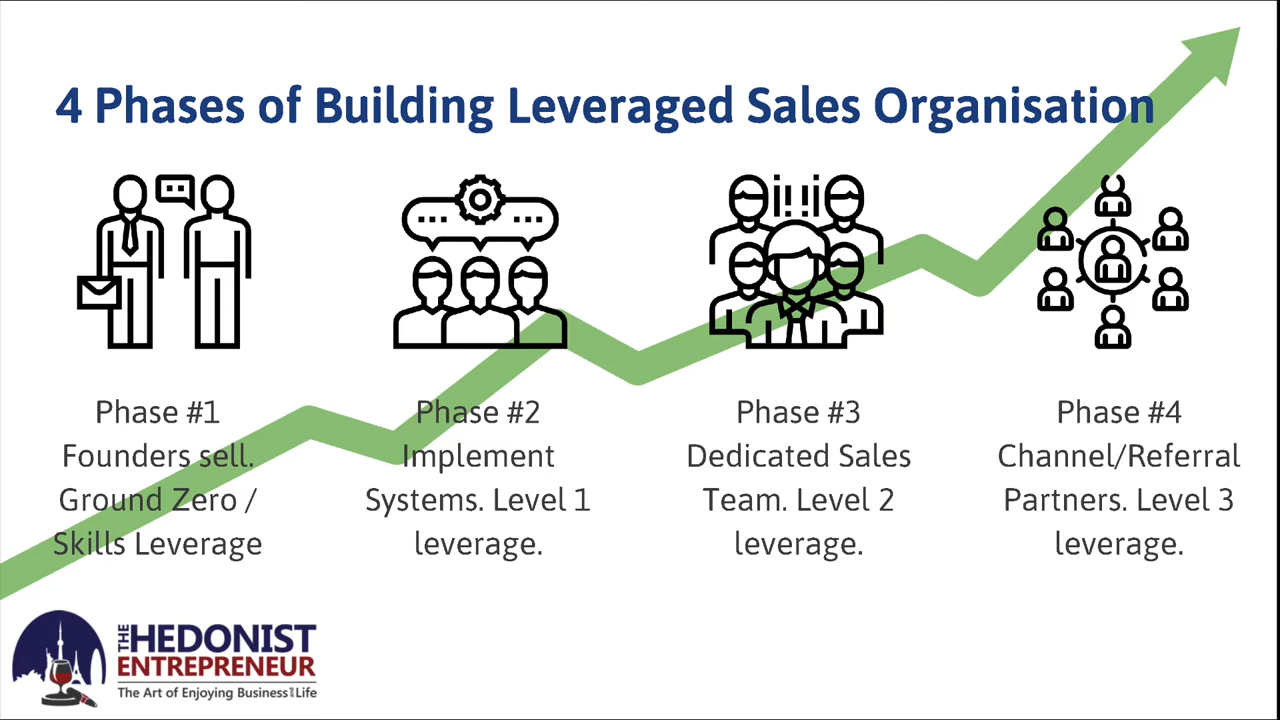 4 Phases of Building Leveraged Sales Organisation
Phase #1
Founders sell.
Ground Zero /
Skills Leverage
Phase #2
Implement
Systems. Level 1
leverage.
Phase #3
Dedicated Sales
Team. Level 2
leverage.
Phase #4
Channel/Referral
Partners. Level 3
leverage.
THE HEDONIST
ENTREPRENEUR
The Art of Enjoying Business and Life